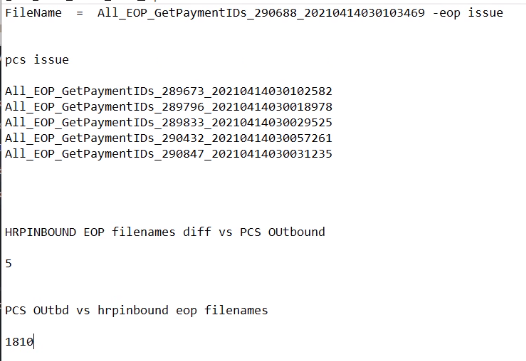 FileName  =  All_EOP_GetPaymentIDs_290688_20210414030103469 -eop issue
pcs issue
All_EOP_GetPaymentIDs_289673_20210414030102582
All_EOP_GetPaymentIDs_289796_20210414030018978
All_EOP_GetPaymentIDs_289833_20210414030029525
All_EOP_GetPaymentIDs_290432_20210414030057261
All_EOP_GetPaymentIDs_290847_20210414030031235
HRPINBOUND EOP filenames diff vs PCS OUtbound
5
PCS OUtbd vs hrpinbound eop filenames
1810